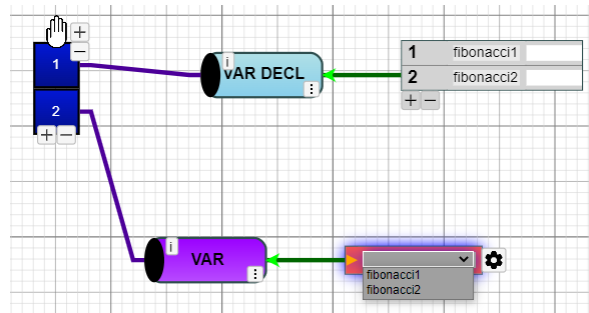 1
2
i
VAR DECL
1 fibonacci1
2 fibonacci2
i
VAR
fibonacci1
fibonacci2